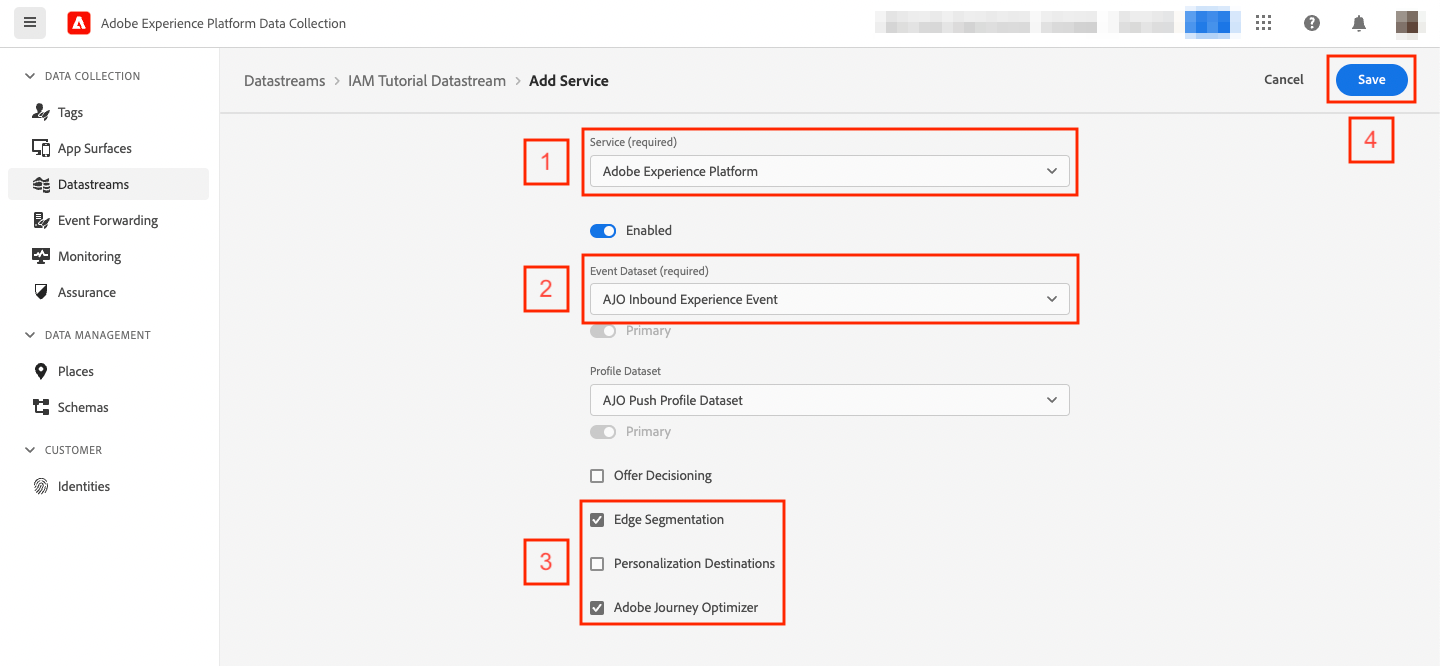 Adobe Experience Platform Data Collection
DATA COLLECTION
Tags
App Surfaces
Datastreams
Event Forwarding
Monitoring
Assurance
DATA MANAGEMENT
Places
Schemas
CUSTOMER
Identities
Datastreams > IAM Tutorial Datastream > Add Service
Cancel
Save
4
1
Service (required)
Adobe Experience Platform
Enabled
2
Event Dataset (required)
AJO Inbound Experience Event
Primary
Profile Dataset
AJO Push Profile Dataset
Primary
Offer Decisioning
3
Edge Segmentation
Personalization Destinations
Adobe Journey Optimizer